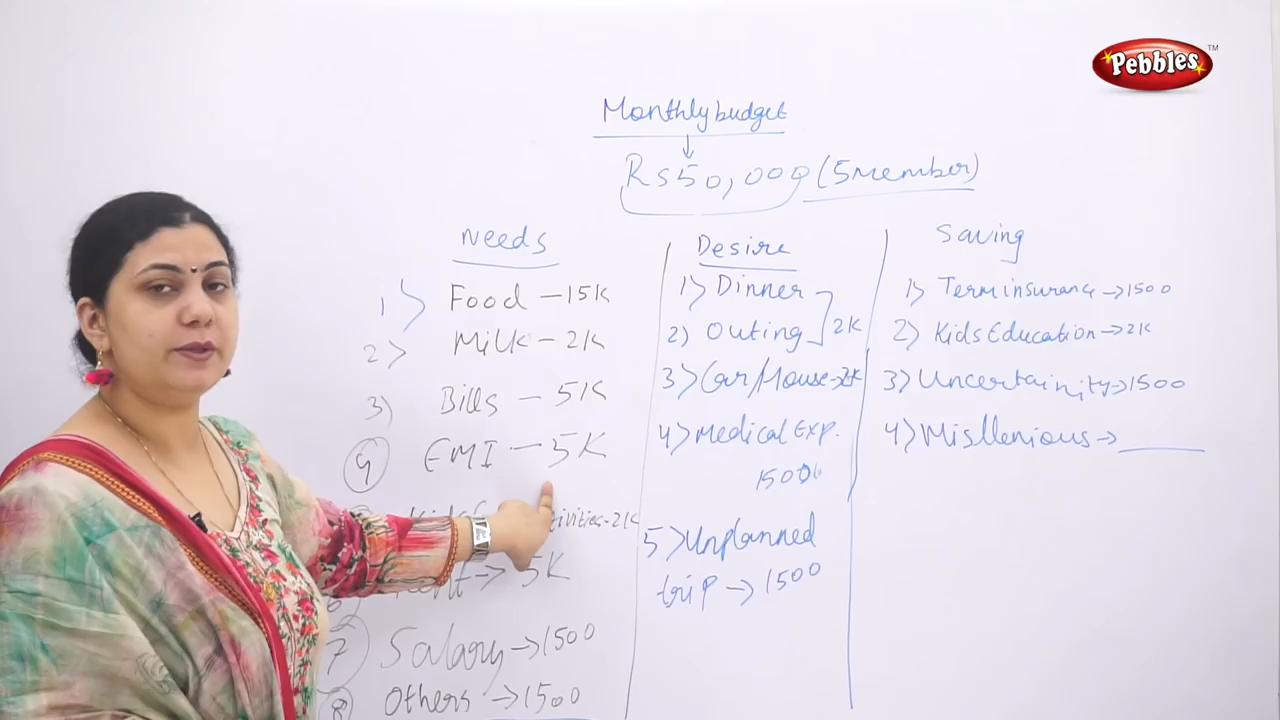 Pebbles™
Monthly budget
Rs 50,000 (5 member)
Needs
1) Food - 15K
2) Milk - 2K
3) Bills - 5K
4 EMI - 5K
tivities - 2K
→ 5K
7 Salary → 1500
8 Others → 1500
Desire
1) Dinner
2) Outing
2K
3) Car/House → 2K
4) Medical Exp.
1500
5) Unplanned
trip → 1500
Saving
1) Term insurance → 1500
2) Kids Education → 2K
3) Uncertainity → 1500
4) Misllenious →